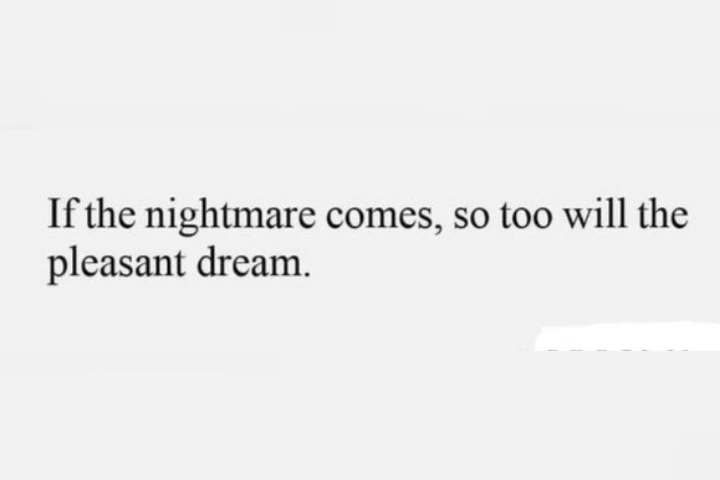 If the nightmare comes, so too will the
pleasant dream.